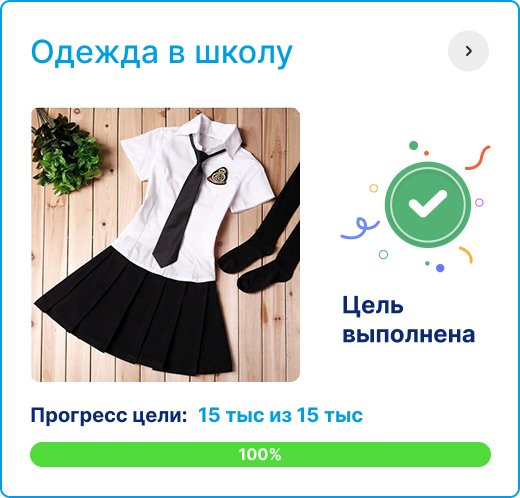 Одежда в школу
Цель
выполнена
Прогресс цели: 15 тыс из 15 тыс
100%